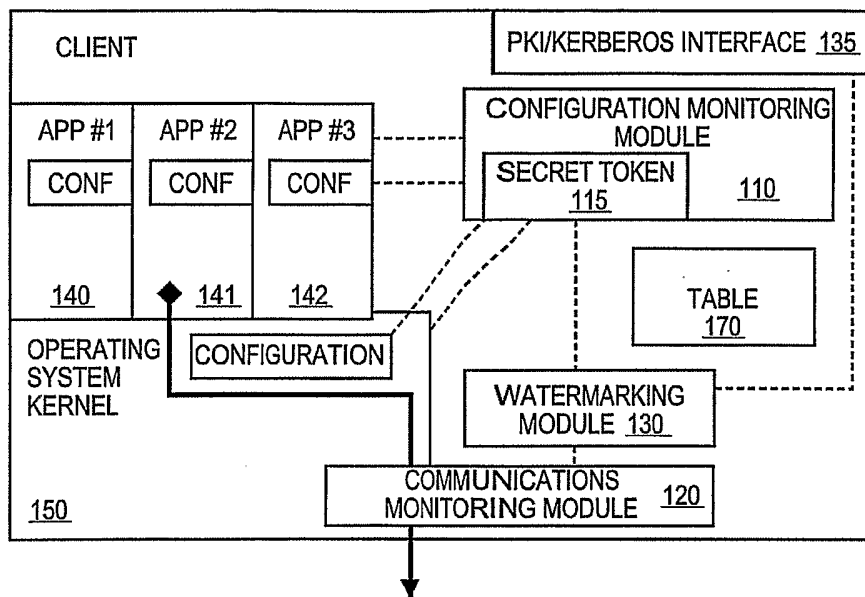 CLIENT
PKI/KERBEROS INTERFACE 135
APP #1
APP #2
APP #3
CONF
CONF
CONF
140
141
142
CONFIGURATION MONITORING
MODULE
SECRET TOKEN
115
110
TABLE
170
OPERATING
SYSTEM
KERNEL
CONFIGURATION
WATERMARKING
MODULE 130
COMMUNICATIONS
MONITORING MODULE 120
150